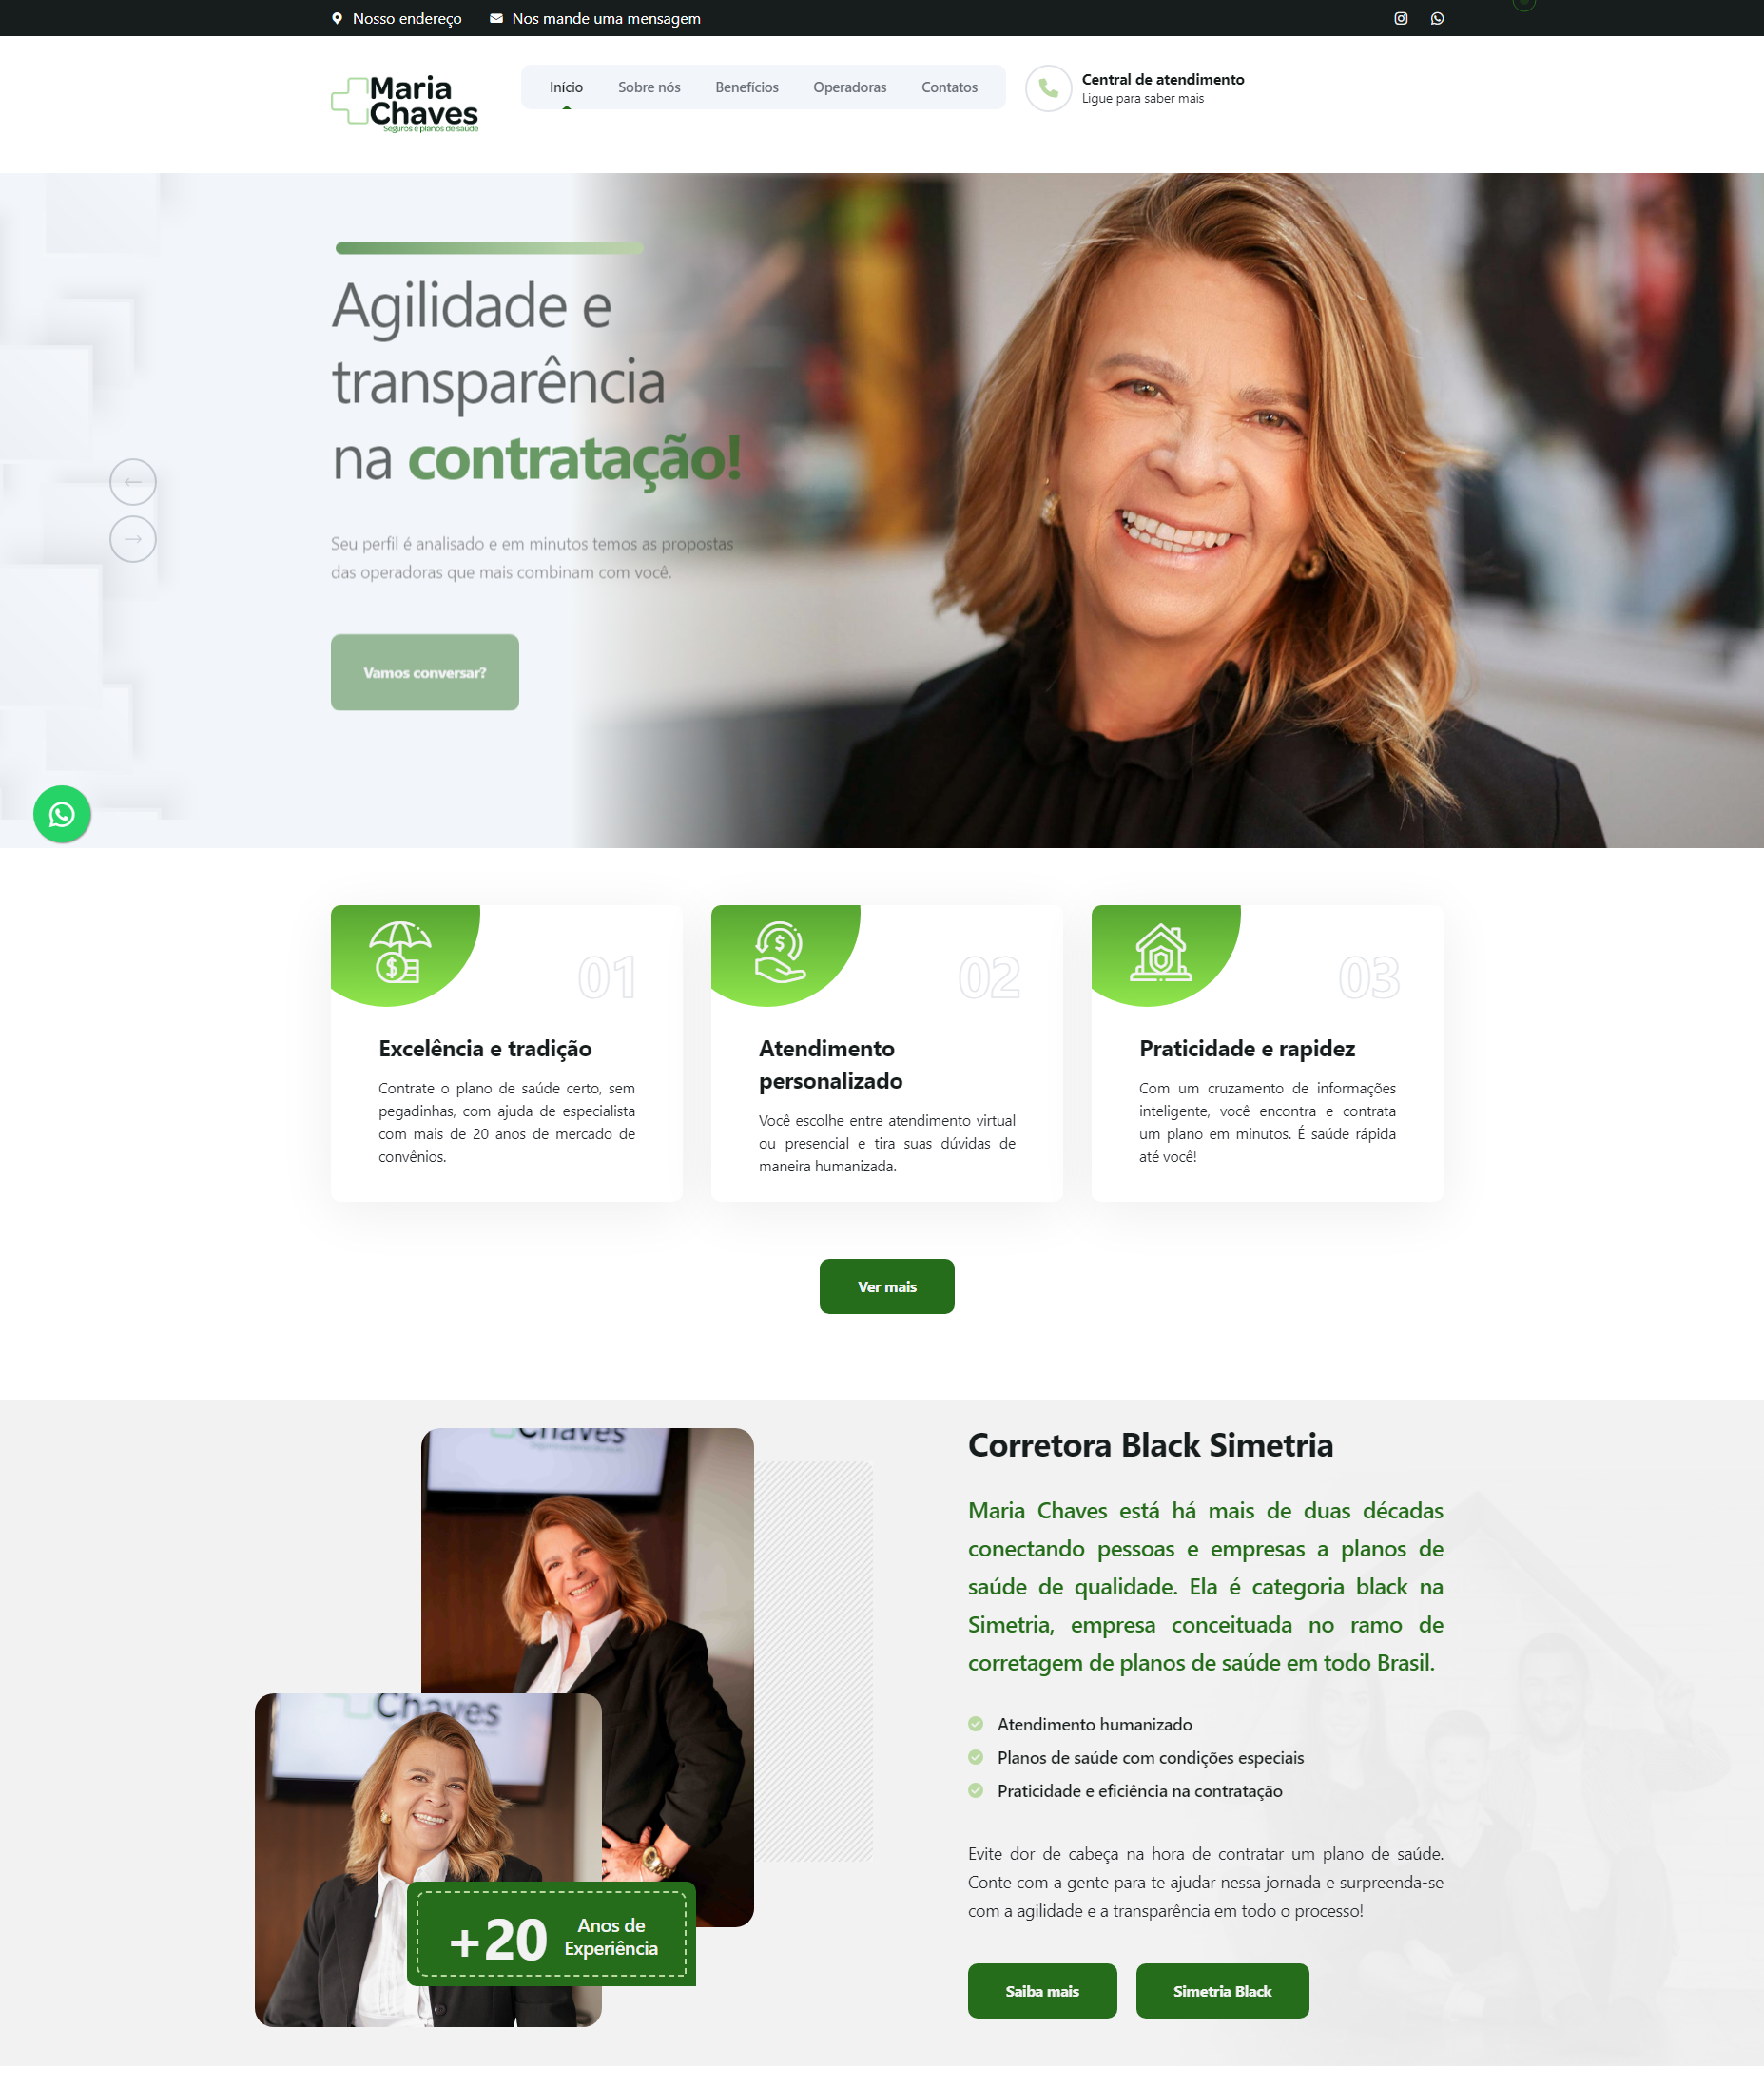 Nosso endereço
Nos mande uma mensagem
Maria
Chaves
Seguros e planos de saúde
Início
Sobre nós
Benefícios
Operadoras
Contatos
Central de atendimento
Ligue para saber mais
Agilidade e
transparência
na contratação!
Seu perfil é analisado e em minutos temos as propostas
das operadoras que mais combinam com você.
Vamos conversar?
01
Excelência e tradição
Contrate o plano de saúde certo, sem
pegadinhas, com ajuda de especialista
com mais de 20 anos de mercado de
convênios.
02
Atendimento
personalizado
Você escolhe entre atendimento virtual
ou presencial e tira suas dúvidas de
maneira humanizada.
03
Praticidade e rapidez
Com um cruzamento de informações
inteligente, você encontra e contrata
um plano em minutos. É saúde rápida
até você!
Ver mais
Chaves
Chaves
+20
Anos de
Experiência
Corretora Black Simetria
Maria Chaves está há mais de duas décadas
conectando pessoas e empresas a planos de
saúde de qualidade. Ela é categoria black na
Simetria, empresa conceituada no ramo de
corretagem de planos de saúde em todo Brasil.
Atendimento humanizado
Planos de saúde com condições especiais
Praticidade e eficiência na contratação
Evite dor de cabeça na hora de contratar um plano de saúde.
Conte com a gente para te ajudar nessa jornada e surpreenda-se
com a agilidade e a transparência em todo o processo!
Saiba mais
Simetria Black